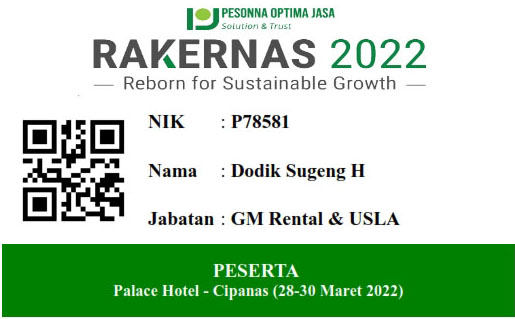 PESONNA OPTIMA JASA
Solution & Trust
RAKERNAS 2022
Reborn for Sustainable Growth
NIK : P78581
Nama : Dodik Sugeng H
Jabatan : GM Rental & USLA
PESERTA
Palace Hotel - Cipanas (28-30 Maret 2022)